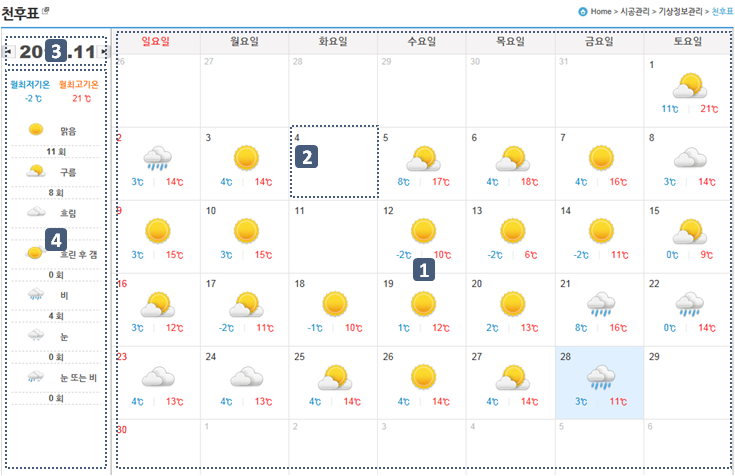 천후표
Home > 시공관리 > 기상정보관리 > 천후표
3
월최저기온 월최고기온
-2 ℃ 21 ℃
맑음
11 회
구름
8 회
흐림
4
흐린 후 갬
0 회
비
4 회
눈
0 회
눈 또는 비
0 회
일요일 월요일 화요일 수요일 목요일 금요일 토요일
26 27 28 29 30 31 1
11℃ 21℃
2 3 4 5 6 7 8
2
3℃ 14℃ 4℃ 14℃ 8℃ 17℃ 4℃ 18℃ 4℃ 16℃ 3℃ 14℃
9 10 11 12 13 14 15
3℃ 15℃ 3℃ 15℃ -2℃ 10℃ -2℃ 6℃ -2℃ 11℃ 0℃ 9℃
1
16 17 18 19 20 21 22
3℃ 12℃ -2℃ 11℃ -1℃ 10℃ 1℃ 12℃ 2℃ 13℃ 8℃ 16℃ 0℃ 14℃
23 24 25 26 27 28 29
4℃ 13℃ 4℃ 13℃ 4℃ 14℃ 4℃ 14℃ 4℃ 14℃ 3℃ 11℃
30 1 2 3 4 5 6